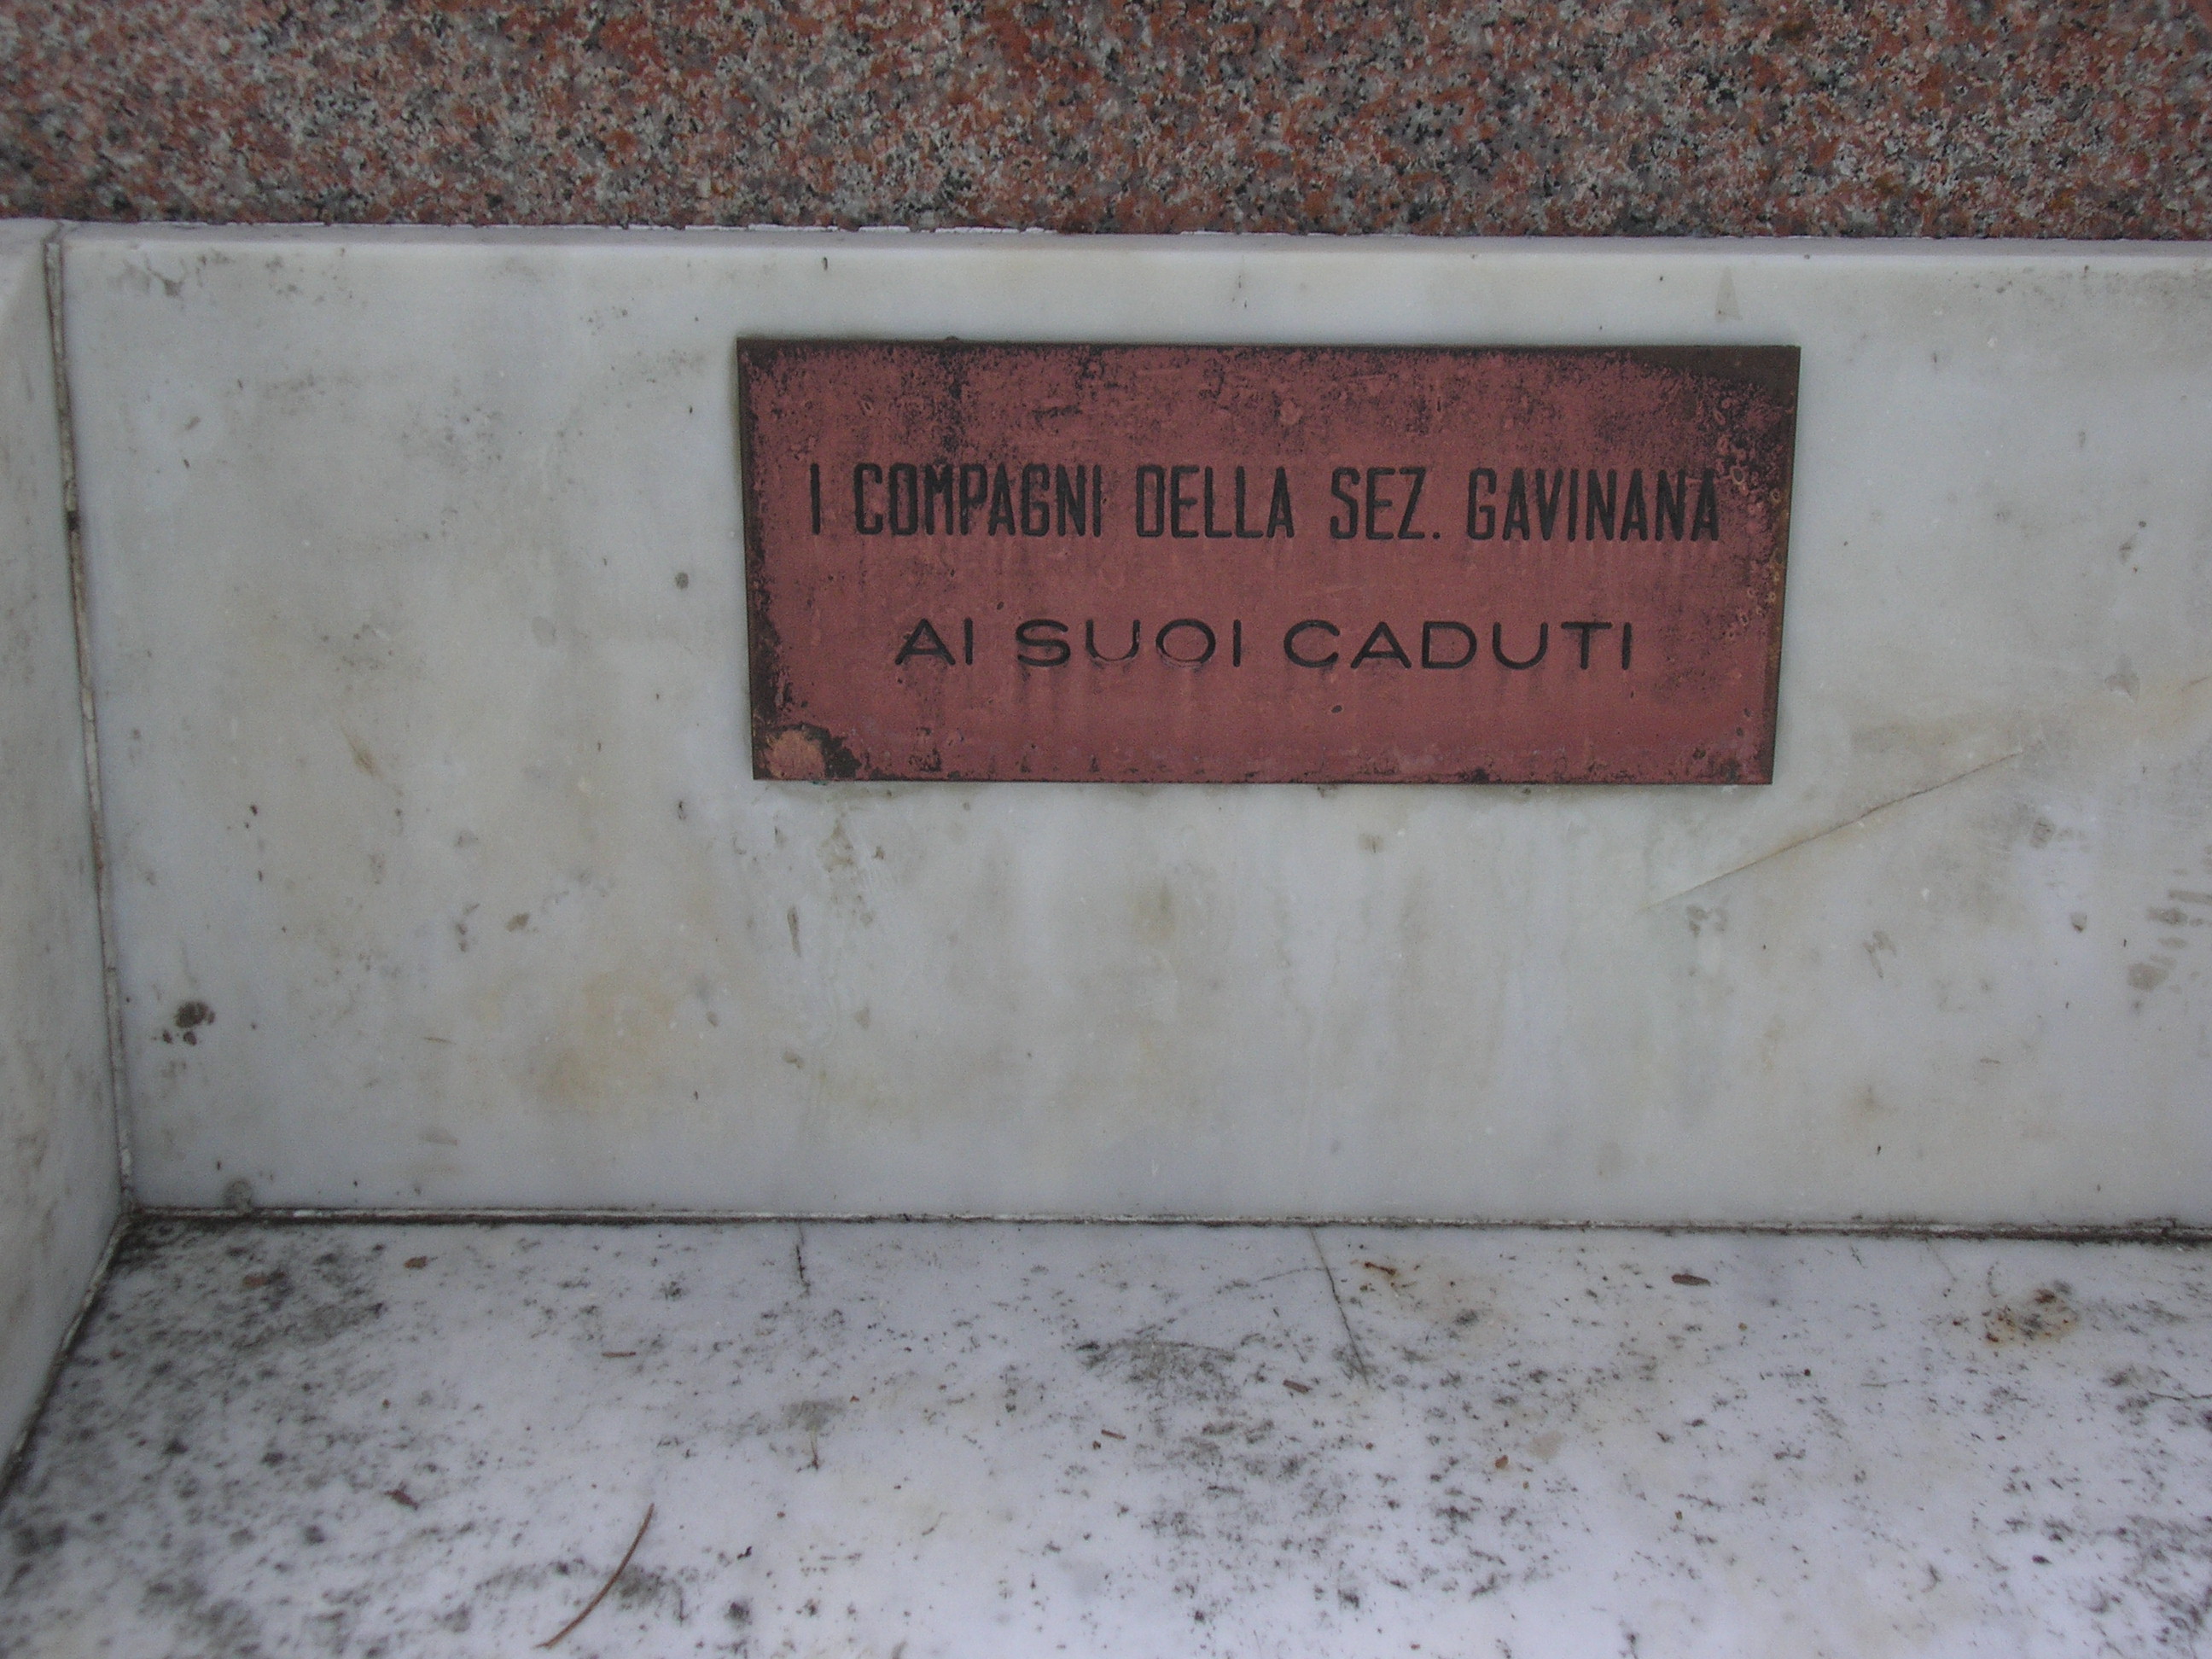 I COMPAGNI DELLA SEZ. GAVINANA
AI SUOI CADUTI